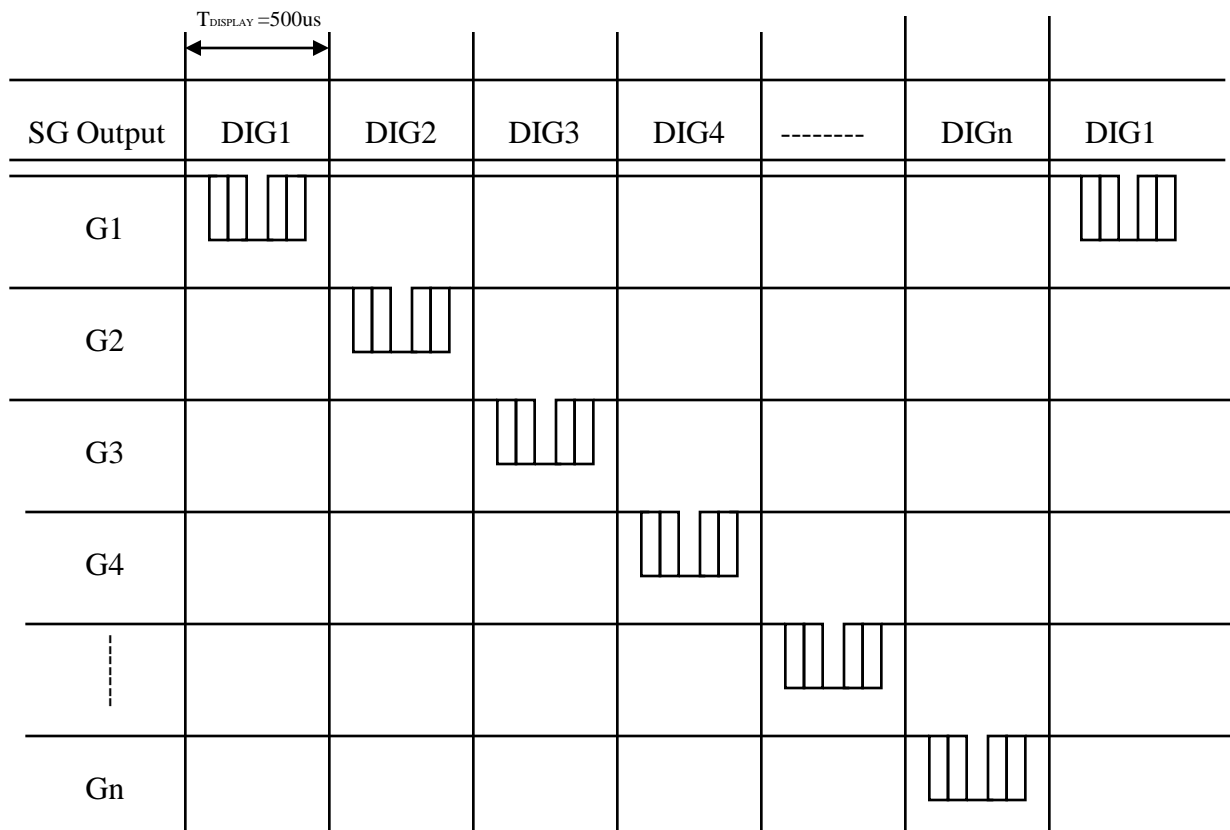 TDISPLAY =500us
SG Output DIG1 DIG2 DIG3 DIG4 -------- DIGn DIG1
G1
G2
G3
G4
Gn